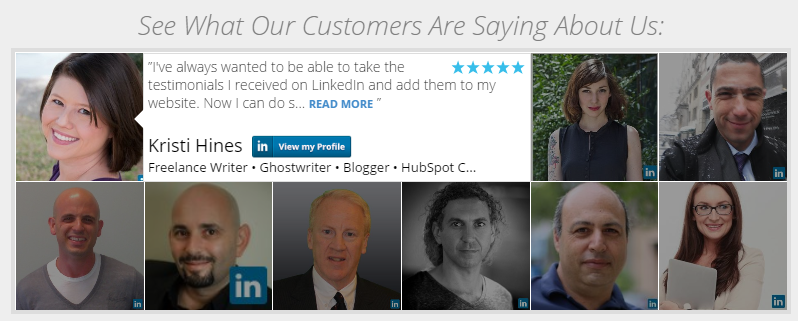 See What Our Customers Are Saying About Us:
"I've always wanted to be able to take the
testimonials I received on LinkedIn and add them to my
website. Now I can do s... READ MORE "
Kristi Hines
in View my Profile
Freelance Writer • Ghostwriter • Blogger • HubSpot C...
in
in
in
in
in
in
in
in
in